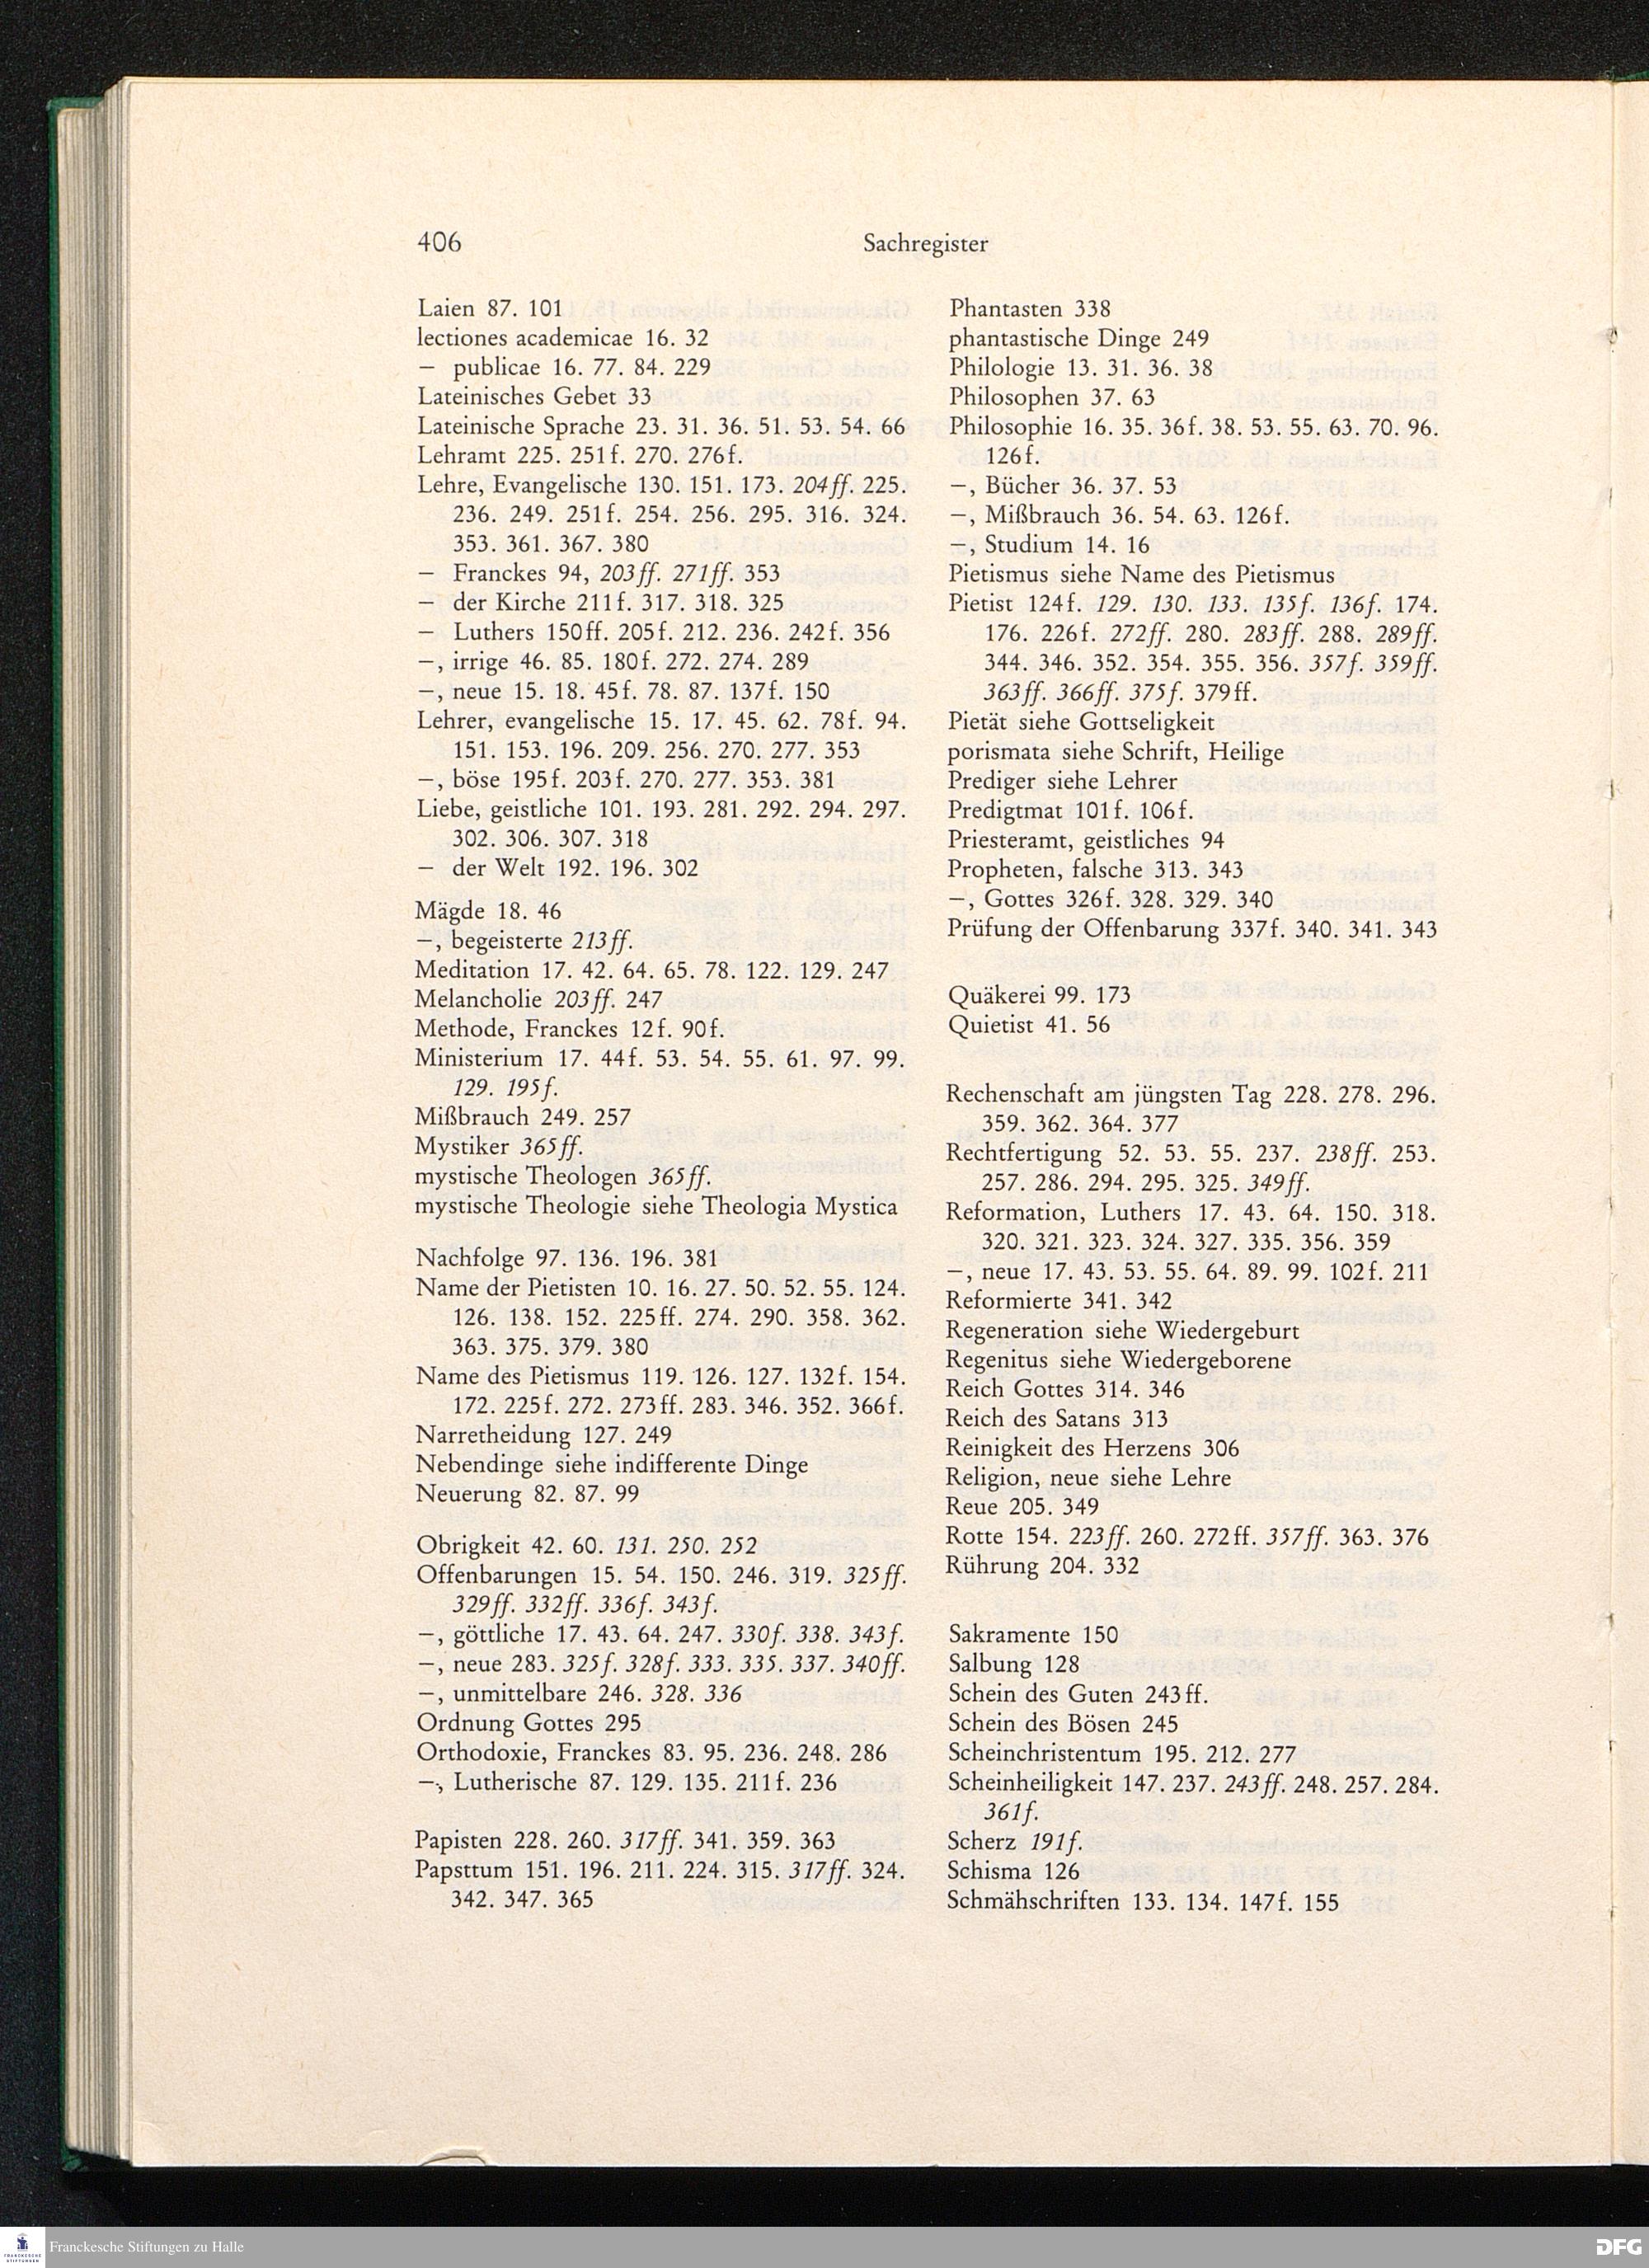 406
Sachregister
Laien 87. 101
lectiones academicae 16. 32
— publicae 16. 77. 84. 229
Lateinisches Gebet 33
Lateinische Sprache 23. 31. 36. 51. 53. 54. 66
Lehramt 225. 251f. 270. 276f.
Lehre, Evangelische 130. 151. 173. 204ff. 225.
236. 249. 251f. 254. 256. 295. 316. 324.
353. 361. 367. 380
— Franckes 94, 203ff. 271ff. 353
— der Kirche 211f. 317. 318. 325
— Luthers 150ff. 205f. 212. 236. 242f. 356
—, irrige 46. 85. 180f. 272. 274. 289
—, neue 15. 18. 45f. 78. 87. 137f. 150
Lehrer, evangelische 15. 17. 45. 62. 78f. 94.
151. 153. 196. 209. 256. 270. 277. 353
—, böse 195f. 203f. 270. 277. 353. 381
Liebe, geistliche 101. 193. 281. 292. 294. 297.
302. 306. 307. 318
— der Welt 192. 196. 302
Mägde 18. 46
—, begeisterte 213ff.
Meditation 17. 42. 64. 65. 78. 122. 129. 247
Melancholie 203ff. 247
Methode, Franckes 12f. 90f.
Ministerium 17. 44f. 53. 54. 55. 61. 97. 99.
129. 195f.
Mißbrauch 249. 257
Mystiker 365ff.
mystische Theologen 365ff.
mystische Theologie siehe Theologia Mystica
Nachfolge 97. 136. 196. 381
Name der Pietisten 10. 16. 27. 50. 52. 55. 124.
126. 138. 152. 225ff. 274. 290. 358. 362.
363. 375. 379. 380
Name des Pietismus 119. 126. 127. 132f. 154.
172. 225f. 272. 273ff. 283. 346. 352. 366f.
Narretheidung 127. 249
Nebendinge siehe indifferente Dinge
Neuerung 82. 87. 99
Obrigkeit 42. 60. 131. 250. 252
Offenbarungen 15. 54. 150. 246. 319. 325ff.
329ff. 332ff. 336f. 343f.
—, göttliche 17. 43. 64. 247. 330f. 338. 343f.
—, neue 283. 325f. 328f. 333. 335. 337. 340ff.
—, unmittelbare 246. 328. 336
Ordnung Gottes 295
Orthodoxie, Franckes 83. 95. 236. 248. 286
—, Lutherische 87. 129. 135. 211f. 236
Papisten 228. 260. 317ff. 341. 359. 363
Papsttum 151. 196. 211. 224. 315. 317ff. 324.
342. 347. 365
Phantasten 338
phantastische Dinge 249
Philologie 13. 31. 36. 38
Philosophen 37. 63
Philosophie 16. 35. 36f. 38. 53. 55. 63. 70. 96.
126f.
—, Bücher 36. 37. 53
—, Mißbrauch 36. 54. 63. 126f.
—, Studium 14. 16
Pietismus siehe Name des Pietismus
Pietist 124f. 129. 130. 133. 135f. 136f. 174.
176. 226f. 272ff. 280. 283ff. 288. 289ff.
344. 346. 352. 354. 355. 356. 357f. 359ff.
363ff. 366ff. 375f. 379ff.
Pietät siehe Gottseligkeit
porismata siehe Schrift, Heilige
Prediger siehe Lehrer
Predigtmat 101f. 106f.
Priesteramt, geistliches 94
Propheten, falsche 313. 343
—, Gottes 326f. 328. 329. 340
Prüfung der Offenbarung 337f. 340. 341. 343
Quäkerei 99. 173
Quietist 41. 56
Rechenschaft am jüngsten Tag 228. 278. 296.
359. 362. 364. 377
Rechtfertigung 52. 53. 55. 237. 238ff. 253.
257. 286. 294. 295. 325. 349ff.
Reformation, Luthers 17. 43. 64. 150. 318.
320. 321. 323. 324. 327. 335. 356. 359
—, neue 17. 43. 53. 55. 64. 89. 99. 102f. 211
Reformierte 341. 342
Regeneration siehe Wiedergeburt
Regenitus siehe Wiedergeborene
Reich Gottes 314. 346
Reich des Satans 313
Reinigkeit des Herzens 306
Religion, neue siehe Lehre
Reue 205. 349
Rotte 154. 223ff. 260. 272ff. 357ff. 363. 376
Rührung 204. 332
Sakramente 150
Salbung 128
Schein des Guten 243ff.
Schein des Bösen 245
Scheinchristentum 195. 212. 277
Scheinheiligkeit 147. 237. 243ff. 248. 257. 284.
361f.
Scherz 191f.
Schisma 126
Schmähschriften 133. 134. 147f. 155
FRANCKESCHE STIFTUNGEN
Franckesche Stiftungen zu Halle
DFG